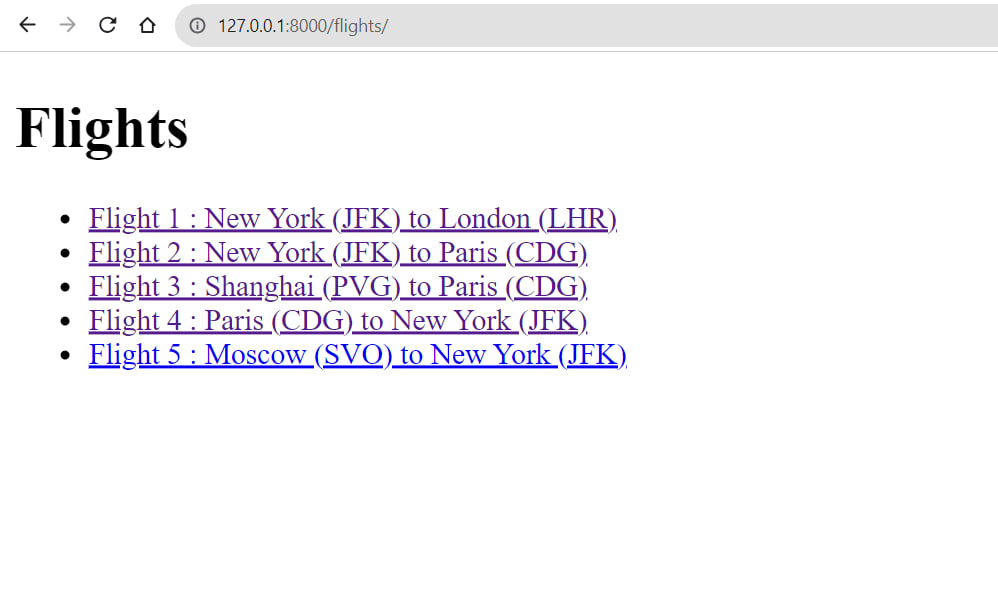 127.0.0.1:8000/flights/
Flights
Flight 1 : New York (JFK) to London (LHR)
Flight 2 : New York (JFK) to Paris (CDG)
Flight 3 : Shanghai (PVG) to Paris (CDG)
Flight 4 : Paris (CDG) to New York (JFK)
Flight 5 : Moscow (SVO) to New York (JFK)